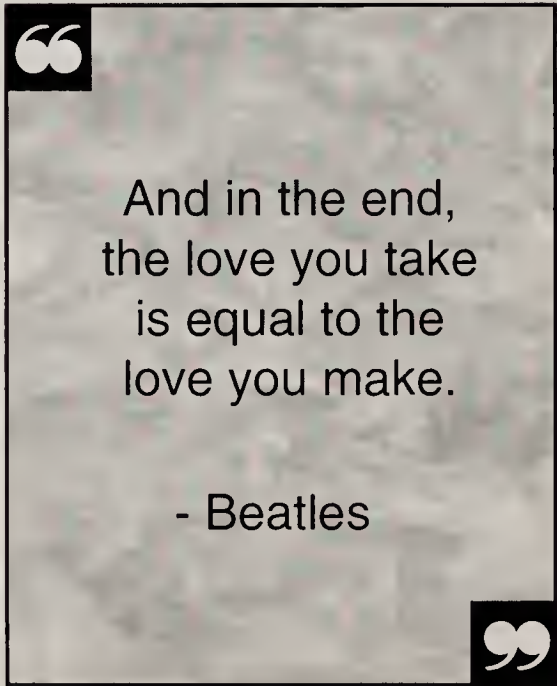 “
And in the end,
the love you take
is equal to the
love you make.
- Beatles
”